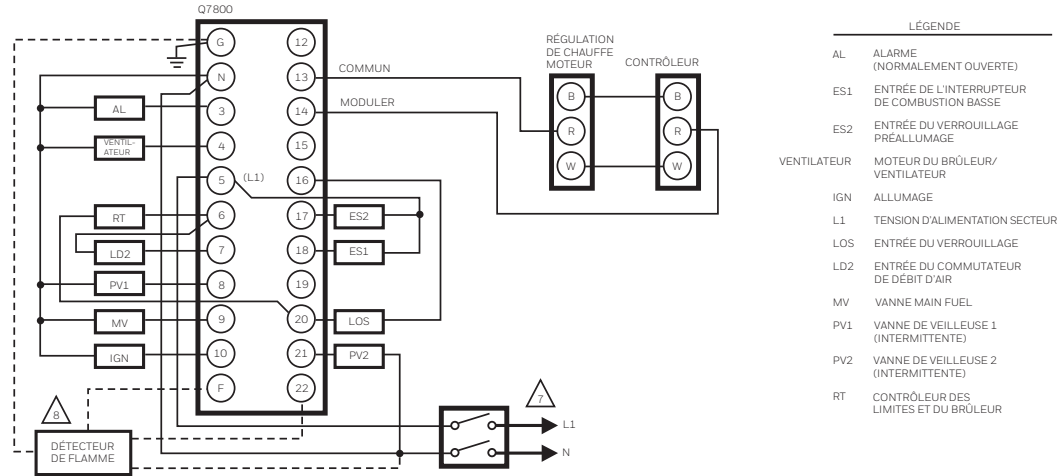 Q7800
G
N
3
4
5
6
7
8
9
10
F
12
13
14
15
16
17
18
19
20
21
22
(L1)
AL
VENTIL-
ATEUR
RT
LD2
PV1
MV
IGN
ES2
ES1
LOS
PV2
COMMUN
MODULER
RÉGULATION
DE CHAUFFE
MOTEUR
CONTRÔLEUR
B
R
W
B
R
W
8
DÉTECTEUR
DE FLAMME
7
L1
N
LÉGENDE
AL ALARME
(NORMALEMENT OUVERTE)
ES1 ENTRÉE DE L'INTERRUPTEUR
DE COMBUSTION BASSE
ES2 ENTRÉE DU VERROUILLAGE
PRÉALLUMAGE
VENTILATEUR MOTEUR DU BRÛLEUR/
VENTILATEUR
IGN ALLUMAGE
L1 TENSION D'ALIMENTATION SECTEUR
LOS ENTRÉE DU VERROUILLAGE
LD2 ENTRÉE DU COMMUTATEUR
DE DÉBIT D'AIR
MV VANNE MAIN FUEL
PV1 VANNE DE VEILLEUSE 1
(INTERMITTENTE)
PV2 VANNE DE VEILLEUSE 2
(INTERMITTENTE)
RT CONTRÔLEUR DES
LIMITES ET DU BRÛLEUR